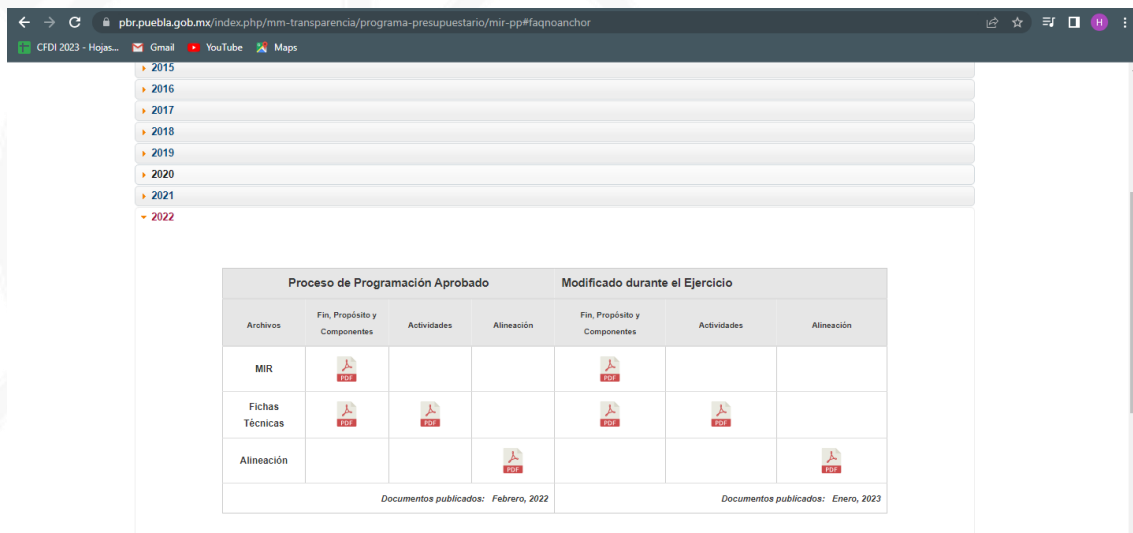 pbr.puebla.gob.mx/index.php/mm-transparencia/programa-presupuestario/mir-pp#faqnoanchor
H
CFDI 2023 - Hojas... Gmail YouTube Maps
2015
2016
2017
2018
2019
2020
2021
2022
Proceso de Programación Aprobado Modificado durante el Ejercicio
Archivos Fin, Propósito y Componentes Actividades Alineación Fin, Propósito y Componentes Actividades Alineación
MIR PDF PDF
Fichas Técnicas PDF PDF PDF PDF
Alineación PDF PDF
Documentos publicados: Febrero, 2022 Documentos publicados: Enero, 2023